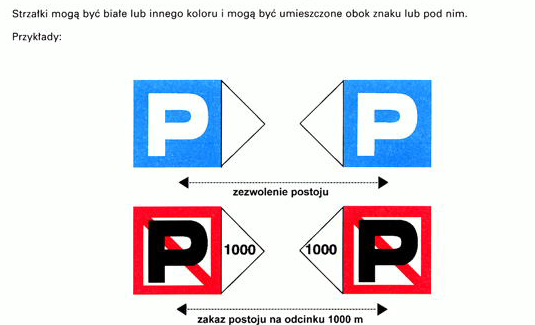 Strzałki mogą być białe lub innego koloru i mogą być umieszczone obok znaku lub pod nim.
Przykłady:
P P
zezwolenie postoju
P 1000 1000 P
zakaz postoju na odcinku 1000 m